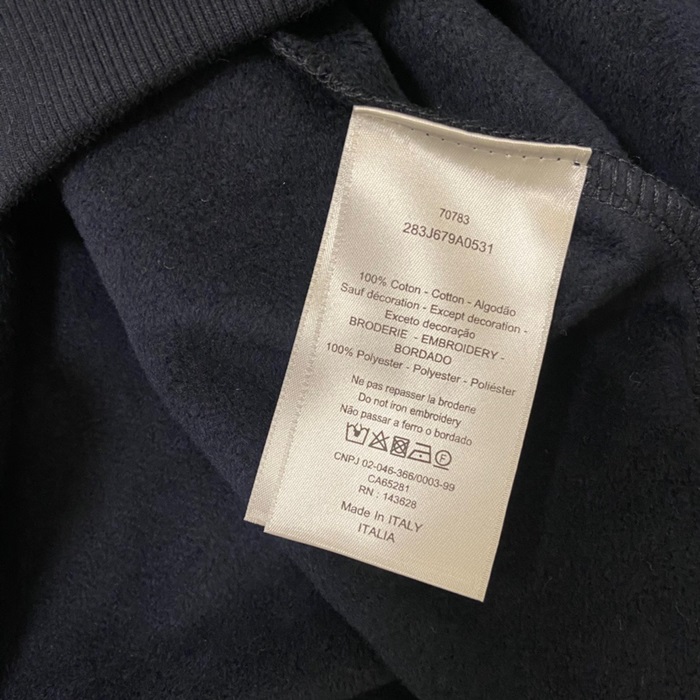 70783
283J679A0531
100% Coton - Cotton - Algodão
Sauf décoration - Except decoration -
Exceto decoração
BRODERIE - EMBROIDERY -
BORDADO
100% Polyester - Polyester - Poliéster
Ne pas repasser la broderie
Do not iron embroidery
Não passar a ferro o bordado
F
CNPJ 02-046-366/0003-99
CA65281
RN : 143628
Made In ITALY
ITALIA